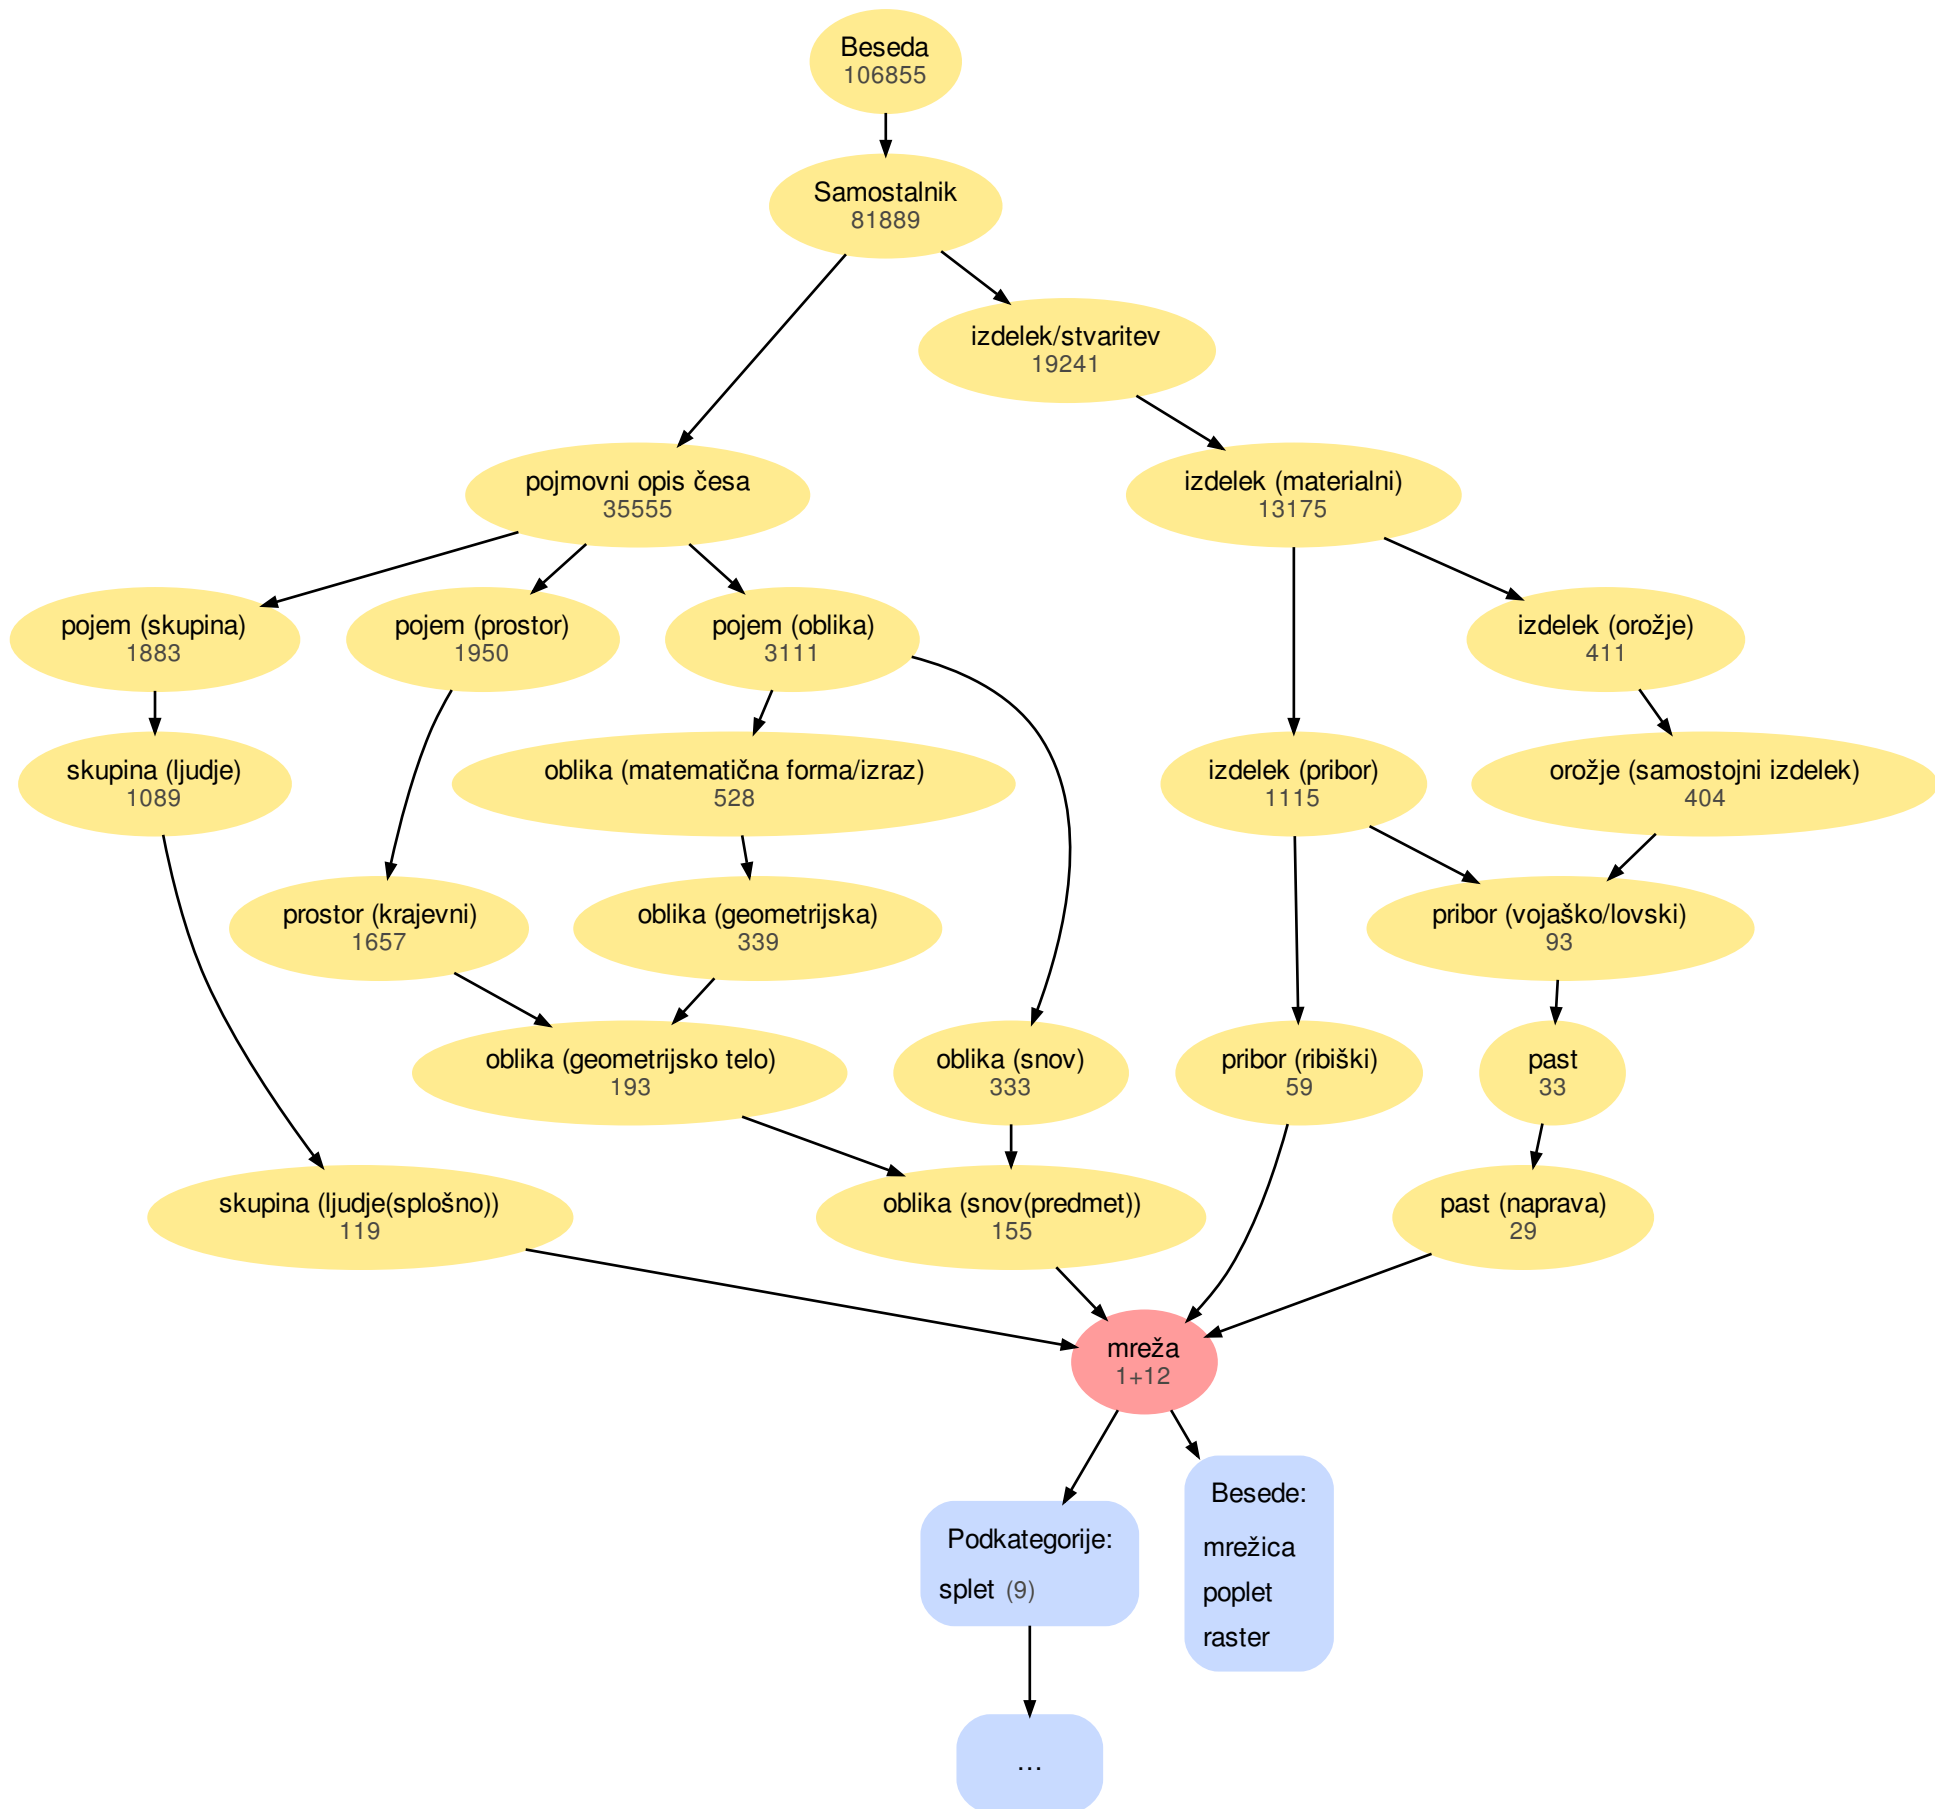 Beseda
106855
Samostalnik
81889
izdelek/stvaritev
19241
pojmovni opis česa
35555
izdelek (materialni)
13175
pojem (skupina)
1883
pojem (prostor)
1950
pojem (oblika)
3111
izdelek (orožje)
411
skupina (ljudje)
1089
oblika (matematična forma/izraz)
528
izdelek (pribor)
1115
orožje (samostojni izdelek)
404
prostor (krajevni)
1657
oblika (geometrijska)
339
pribor (vojaško/lovski)
93
oblika (geometrijsko telo)
193
oblika (snov)
333
pribor (ribiški)
59
past
33
skupina (ljudje(splošno))
119
oblika (snov(predmet))
155
past (naprava)
29
mreža
1+12
Podkategorije:
splet (9)
Besede:
mrežica
poplet
raster
...